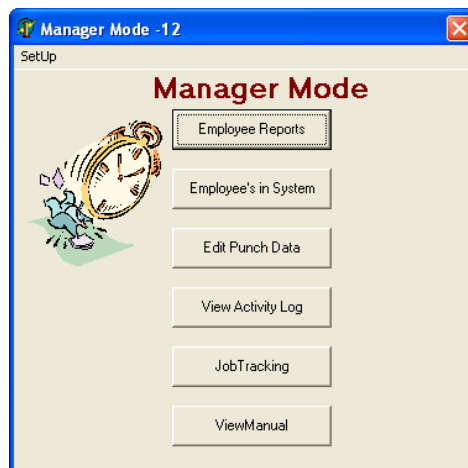 Manager Mode -12
SetUp
Manager Mode
Employee Reports
Employee's in System
Edit Punch Data
View Activity Log
JobTracking
ViewManual